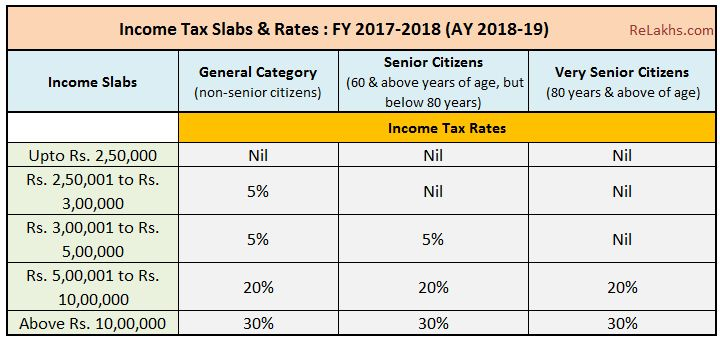 Income Tax Slabs & Rates : FY 2017-2018 (AY 2018-19)
ReLakhs.com
Income Slabs
General Category
(non-senior citizens)
Senior Citizens
(60 & above years of age, but
below 80 years)
Very Senior Citizens
(80 years & above of age)
Income Tax Rates
Upto Rs. 2,50,000
Nil
Nil
Nil
Rs. 2,50,001 to Rs.
3,00,000
5%
Nil
Nil
Rs. 3,00,001 to Rs.
5,00,000
5%
5%
Nil
Rs. 5,00,001 to Rs.
10,00,000
20%
20%
20%
Above Rs. 10,00,000
30%
30%
30%